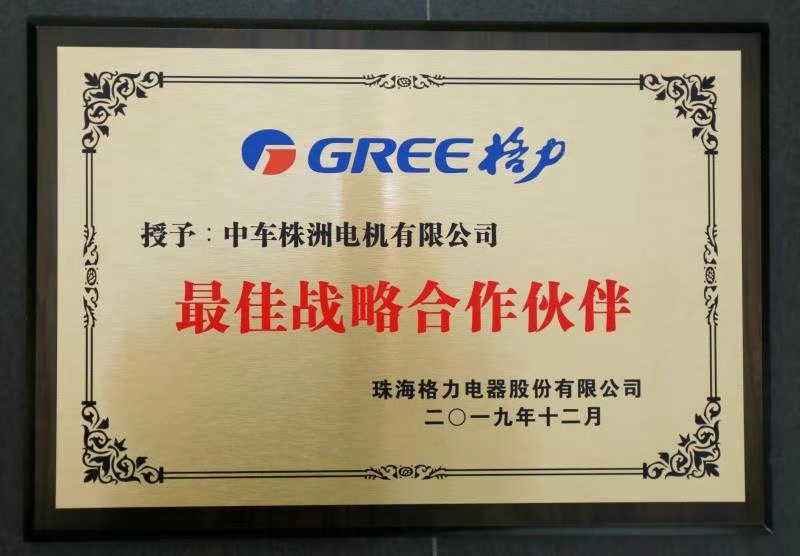 GREE 格力
授予：中车株洲电机有限公司
最佳战略合作伙伴
珠海格力电器股份有限公司
二〇一九年十二月